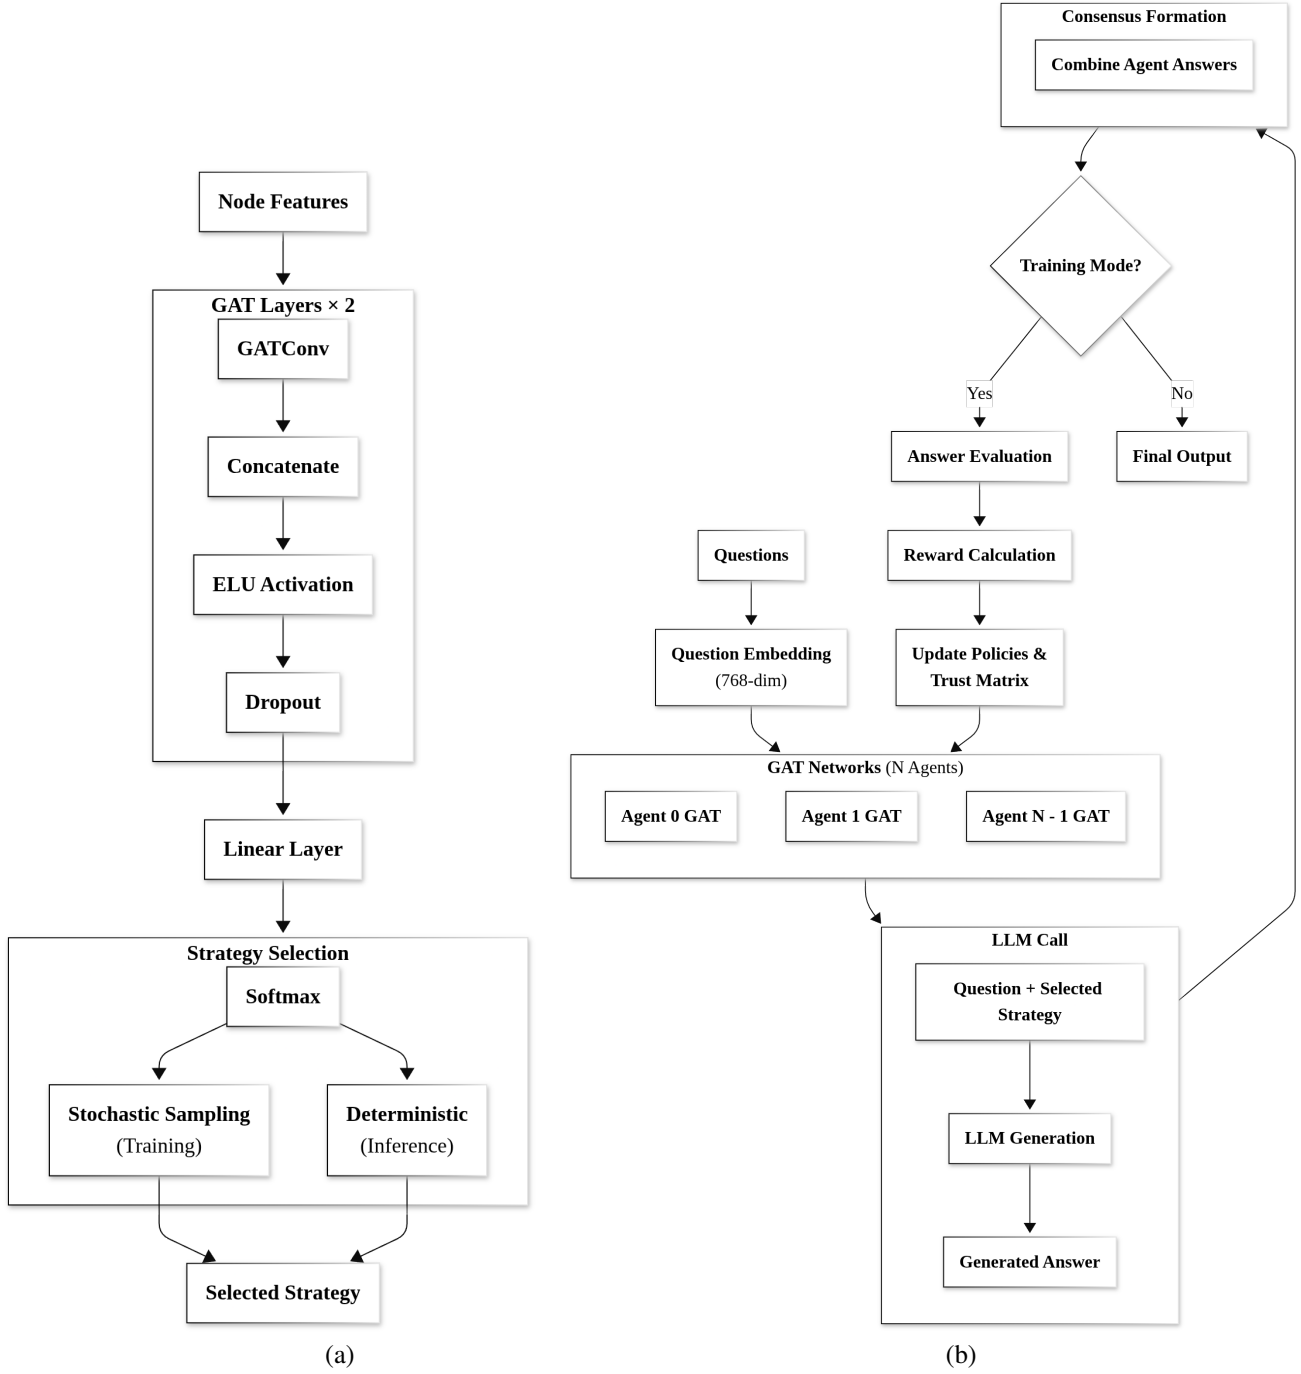 Node Features
GAT Layers × 2
GATConv
Concatenate
ELU Activation
Dropout
Linear Layer
Strategy Selection
Softmax
Stochastic Sampling
(Training)
Deterministic
(Inference)
Selected Strategy
(a)
Consensus Formation
Combine Agent Answers
Training Mode?
Yes
No
Answer Evaluation
Final Output
Questions
Reward Calculation
Question Embedding
(768-dim)
Update Policies &
Trust Matrix
GAT Networks (N Agents)
Agent 0 GAT
Agent 1 GAT
Agent N - 1 GAT
LLM Call
Question + Selected
Strategy
LLM Generation
Generated Answer
(b)